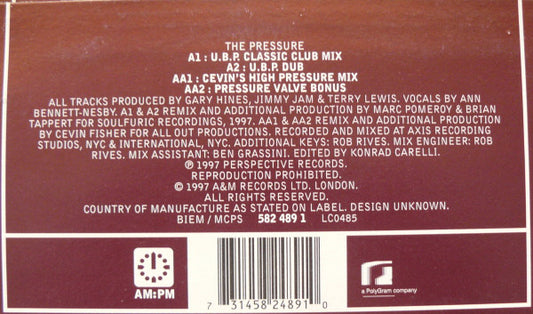 THE PRESSURE
A1 : U.B.P. CLASSIC CLUB MIX
A2 : U.B.P. DUB
AA1 : CEVIN'S HIGH PRESSURE MIX
AA2 : PRESSURE VALVE BONUS
ALL TRACKS PRODUCED BY GARY HINES, JIMMY JAM & TERRY LEWIS. VOCALS BY ANN
BENNETT-NESBY. A1 & A2 REMIX AND ADDITIONAL PRODUCTION BY MARC POMEROY & BRIAN
TAPPERT FOR SOULFURIC RECORDINGS, 1997. AA1 & AA2 REMIX AND ADDITIONAL PRODUCTION
BY CEVIN FISHER FOR ALL OUT PRODUCTIONS. RECORDED AND MIXED AT AXIS RECORDING
STUDIOS, NYC & INTERNATIONAL, NYC. ADDITIONAL KEYS: ROB RIVES. MIX ENGINEER: ROB
RIVES. MIX ASSISTANT: BEN GRASSINI. EDITED BY KONRAD CARELLI.
℗ 1997 PERSPECTIVE RECORDS.
REPRODUCTION PROHIBITED.
© 1997 A&M RECORDS LTD. LONDON.
ALL RIGHTS RESERVED.
COUNTRY OF MANUFACTURE AS STATED ON LABEL. DESIGN UNKNOWN.
BIEM / MCPS 582 489 1 LC0485
AM:PM
a PolyGram company
7 31458 24891 0